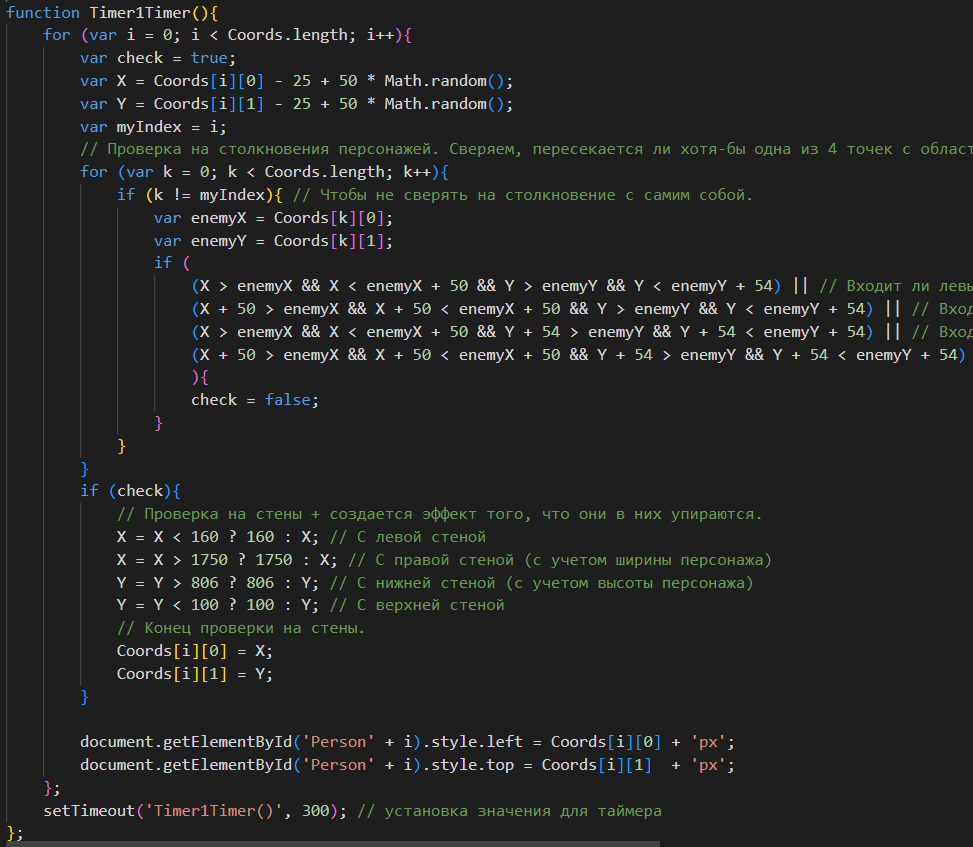 function Timer1Timer(){
for (var i = 0; i < Coords.length; i++){
var check = true;
var X = Coords[i][0] - 25 + 50 * Math.random();
var Y = Coords[i][1] - 25 + 50 * Math.random();
var myIndex = i;
// Проверка на столкновения персонажей. Сверяем, пересекается ли хотя-бы одна из 4 точек с
for (var k = 0; k < Coords.length; k++){
if (k != myIndex){ // Чтобы не сверять на столкновение с самим собой.
var enemyX = Coords[k][0];
var enemyY = Coords[k][1];
if (
(X > enemyX && X < enemyX + 50 && Y > enemyY && Y < enemyY + 54) || // Входит ли
(X + 50 > enemyX && X + 50 < enemyX + 50 && Y > enemyY && Y < enemyY + 54) || //
(X > enemyX && X < enemyX + 50 && Y + 54 > enemyY && Y + 54 < enemyY + 54) || //
(X + 50 > enemyX && X + 50 < enemyX + 50 && Y + 54 > enemyY && Y + 54 < enemyY + 54)
){
check = false;
}
}
}
if (check){
// Проверка на стены + создается эффект того, что они в них упираются.
X = X < 160 ? 160 : X; // С левой стеной
X = X > 1750 ? 1750 : X; // С правой стеной (с учетом ширины персонажа)
Y = Y > 806 ? 806 : Y; // С нижней стеной (с учетом высоты персонажа)
Y = Y < 100 ? 100 : Y; // С верхней стеной
// Конец проверки на стены.
Coords[i][0] = X;
Coords[i][1] = Y;
}
document.getElementById('Person' + i).style.left = Coords[i][0] + 'px';
document.getElementById('Person' + i).style.top = Coords[i][1]  + 'px';
};
setTimeout('Timer1Timer()', 300); // установка значения для таймера
};